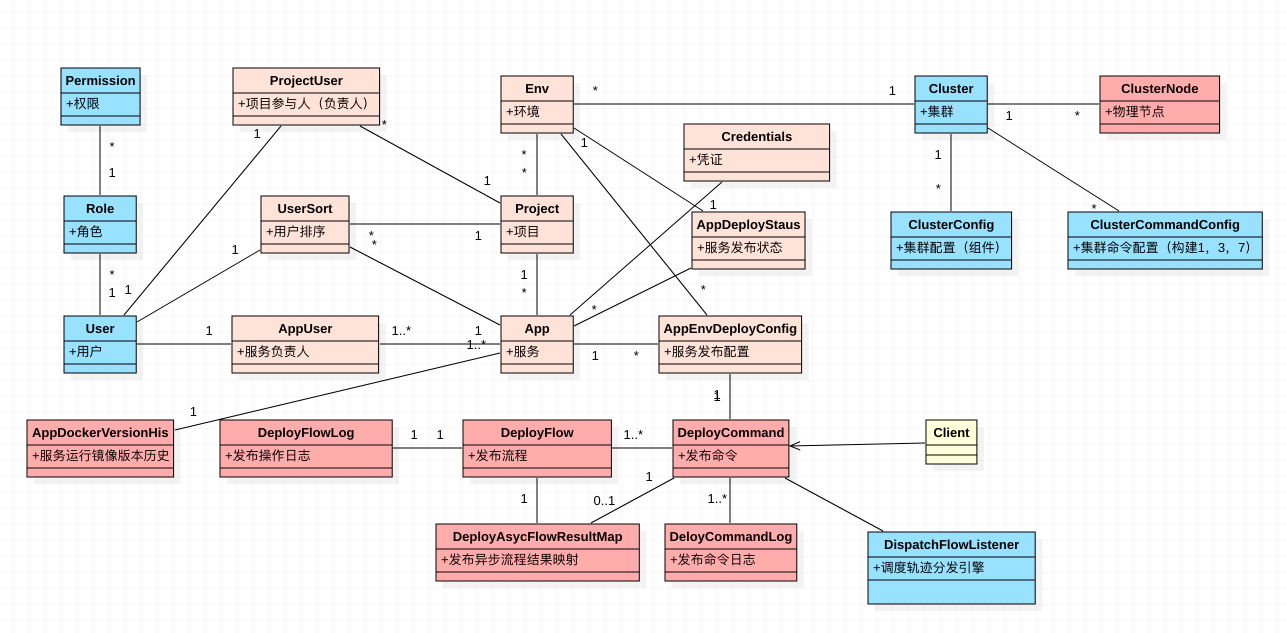 Permission
+权限
ProjectUser
+项目参与人（负责人）
Env
+环境
Cluster
+集群
ClusterNode
+物理节点
*
1
*
1
Credentials
+凭证
1
*
*
*
1
1
*
1
*
1
*
1
*
Role
+角色
UserSort
+用户排序
Project
+项目
AppDeployStaus
+服务发布状态
ClusterConfig
+集群配置（组件）
ClusterCommandConfig
+集群命令配置（构建1，3，7）
1
*
*
1
1
*
1
1
1
*
*
*
User
+用户
AppUser
+服务负责人
App
+服务
AppEnvDeployConfig
+服务发布配置
1
1..*
1
1..*
1
*
1
1
1
AppDockerVersionHis
+服务运行镜像版本历史
DeployFlowLog
+发布操作日志
DeployFlow
+发布流程
DeployCommand
+发布命令
Client
1
1
1..*
1
1
0..1
1..*
DeployAsycFlowResultMap
+发布异步流程结果映射
DeloyCommandLog
+发布命令日志
DispatchFlowListener
+调度轨迹分发引擎